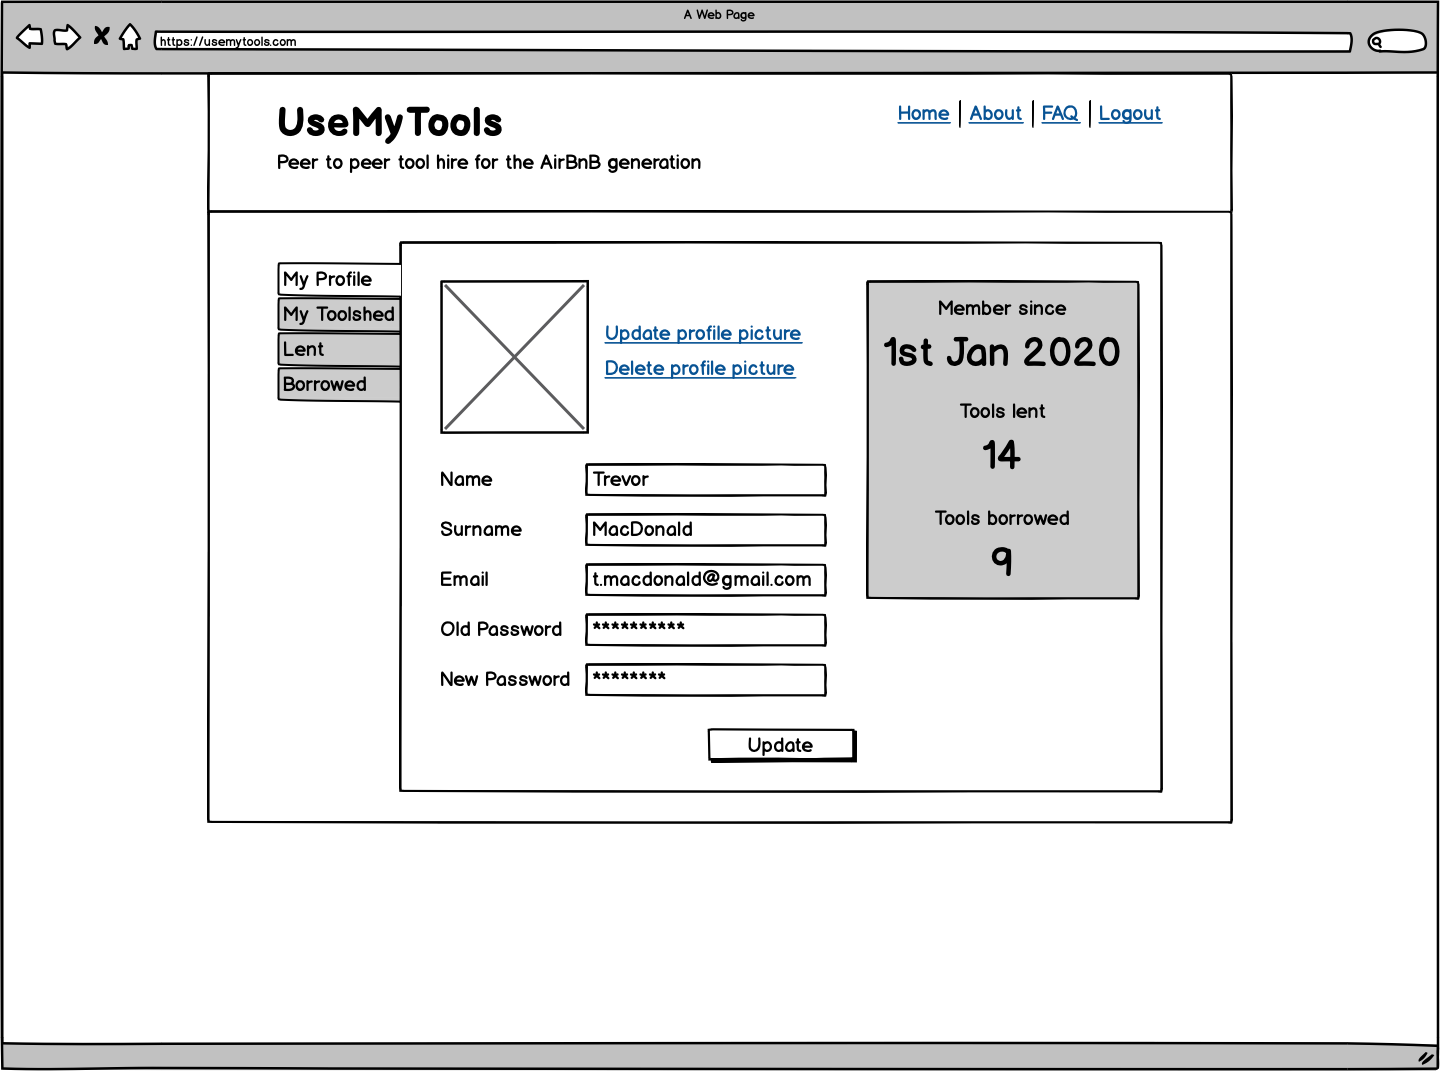 A Web Page
https://usemytools.com
UseMyTools
Home About FAQ Logout
Peer to peer tool hire for the AirBnB generation
My Profile
My Toolshed
Lent
Borrowed
Update profile picture
Delete profile picture
Name Trevor
Surname MacDonald
Email t.macdonald@gmail.com
Old Password **********
New Password ********
Update
Member since
1st Jan 2020
Tools lent
14
Tools borrowed
9